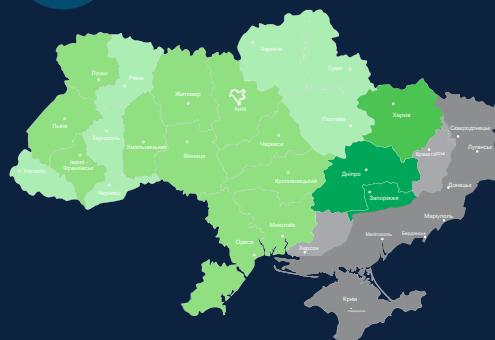 Чернігів
Суми
Луцьк
Рівне
Житомир
Київ
Полтава
Харків
Львів
Тернопіль
Хмельницький
Черкаси
Сєвєродонецьк
Івано -
Франківськ
Вінниця
Краматорськ
Луганськ
Ужгород
Чернівці
Кропивницький
Дніпро
Донецьк
Запоріжжя
Миколаїв
Маріуполь
Одеса
Херсон
Мелітополь
Бердянськ
Крим